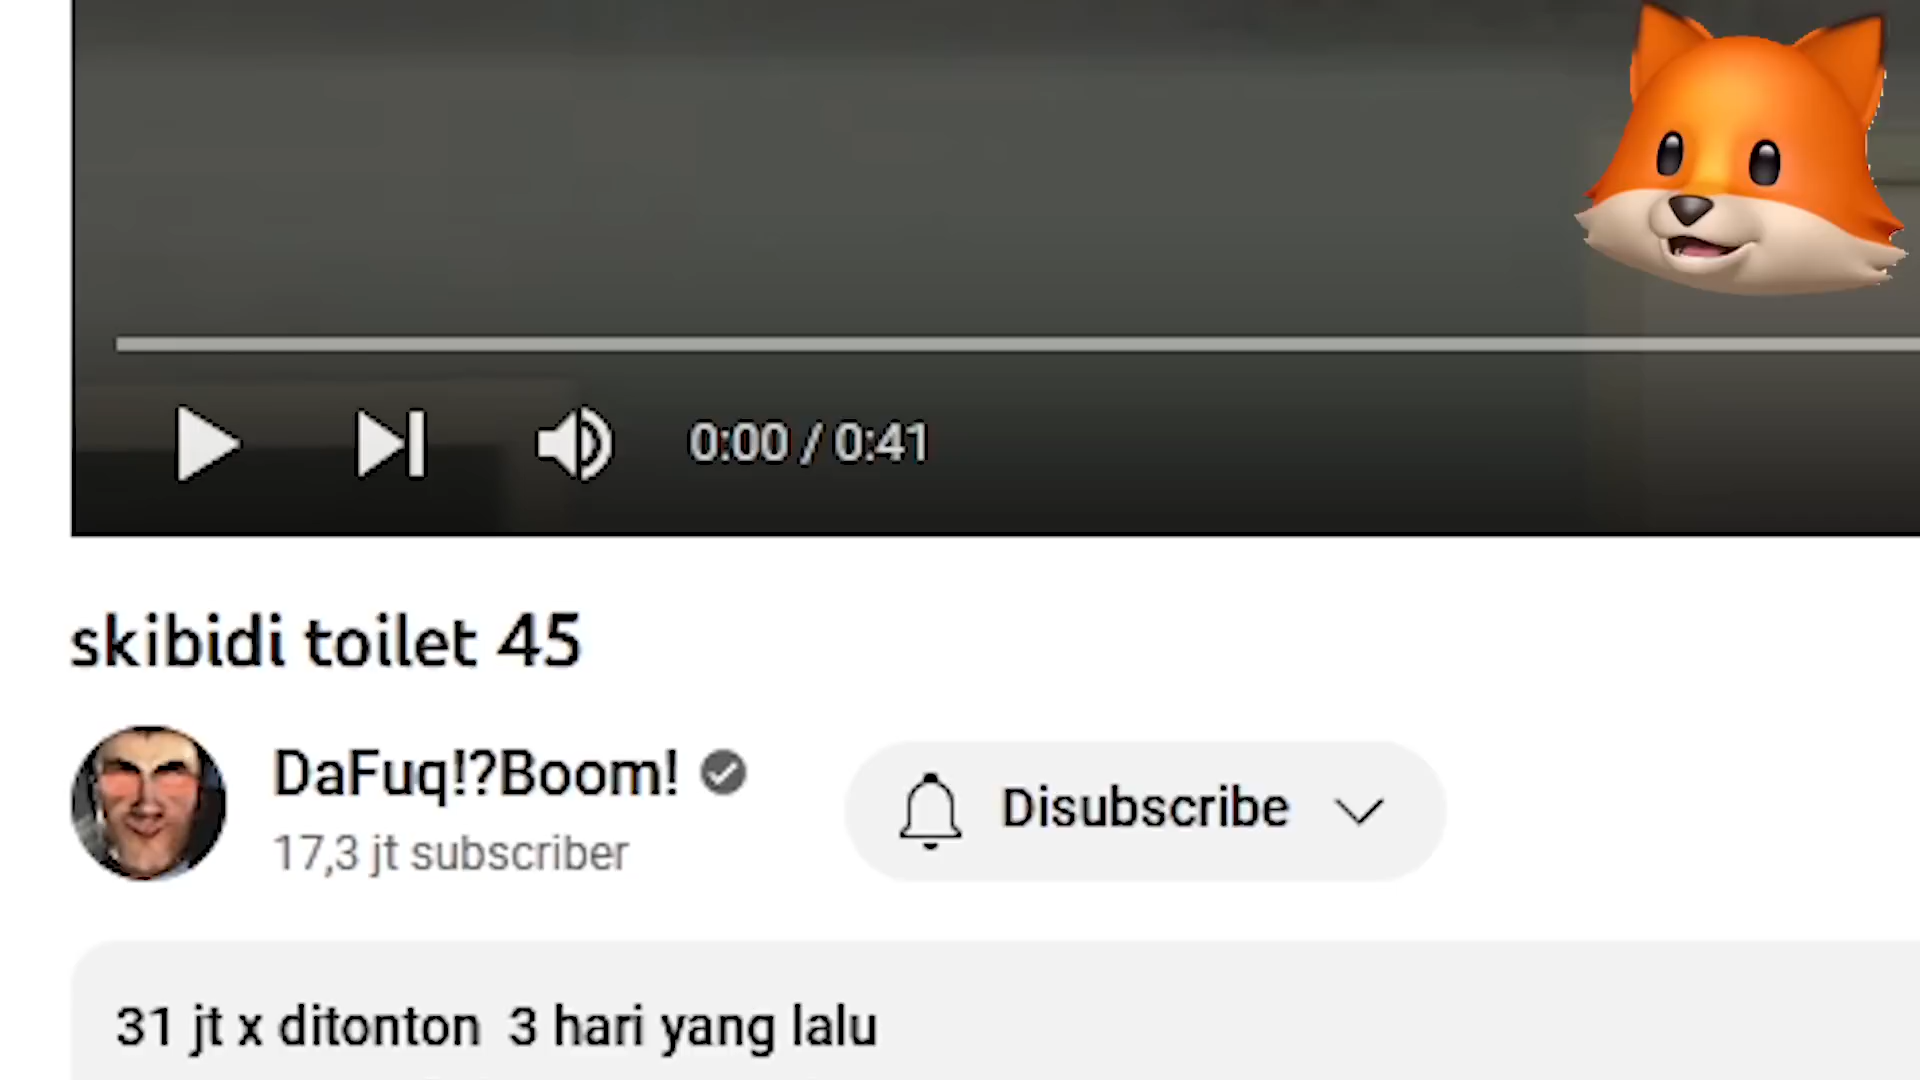 0:00 / 0:41
skibidi toilet 45
DaFuq!?Boom!
17,3 jt subscriber
Disubscribe
31 jt x ditonton 3 hari yang lalu